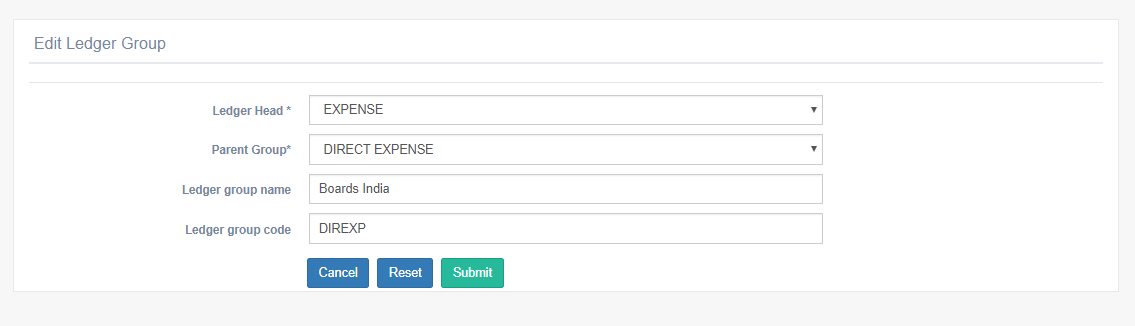 Edit Ledger Group
Ledger Head * EXPENSE
Parent Group* DIRECT EXPENSE
Ledger group name Boards India
Ledger group code DIREXP
Cancel Reset Submit